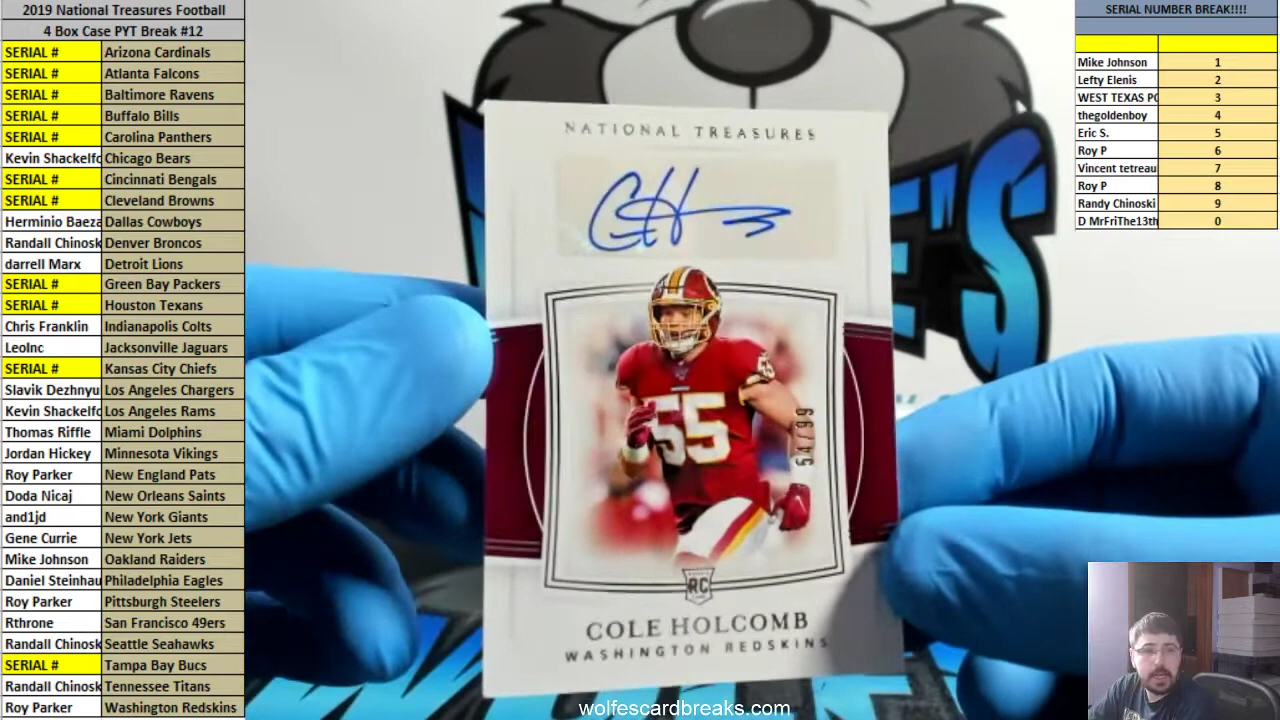 2019 National Treasures Football
4 Box Case PYT Break #12
SERIAL # Arizona Cardinals
SERIAL # Atlanta Falcons
SERIAL # Baltimore Ravens
SERIAL # Buffalo Bills
SERIAL # Carolina Panthers
Kevin Shackelfo Chicago Bears
SERIAL # Cincinnati Bengals
SERIAL # Cleveland Browns
Herminio Baeza Dallas Cowboys
Randall Chinosk Denver Broncos
darrell Marx Detroit Lions
SERIAL # Green Bay Packers
SERIAL # Houston Texans
Chris Franklin Indianapolis Colts
LeoInc Jacksonville Jaguars
SERIAL # Kansas City Chiefs
Slavik Dezhnyu Los Angeles Chargers
Kevin Shackelfo Los Angeles Rams
Thomas Riffle Miami Dolphins
Jordan Hickey Minnesota Vikings
Roy Parker New England Pats
Doda Nicaj New Orleans Saints
and1jd New York Giants
Gene Currie New York Jets
Mike Johnson Oakland Raiders
Daniel Steinhau Philadelphia Eagles
Roy Parker Pittsburgh Steelers
Rthrone San Francisco 49ers
Randall Chinosk Seattle Seahawks
SERIAL # Tampa Bay Bucs
Randall Chinosk Tennessee Titans
Roy Parker Washington Redskins
NATIONAL TREASURES
55
54/99
RC
COLE HOLCOMB
WASHINGTON REDSKINS
wolfescardbreaks.com
SERIAL NUMBER BREAK!!!!
Mike Johnson 1
Lefty Elenis 2
WEST TEXAS PO 3
thegoldenboy 4
Eric S. 5
Roy P 6
Vincent tetreau 7
Roy P 8
Randy Chinoski 9
D MrFriThe13th 0